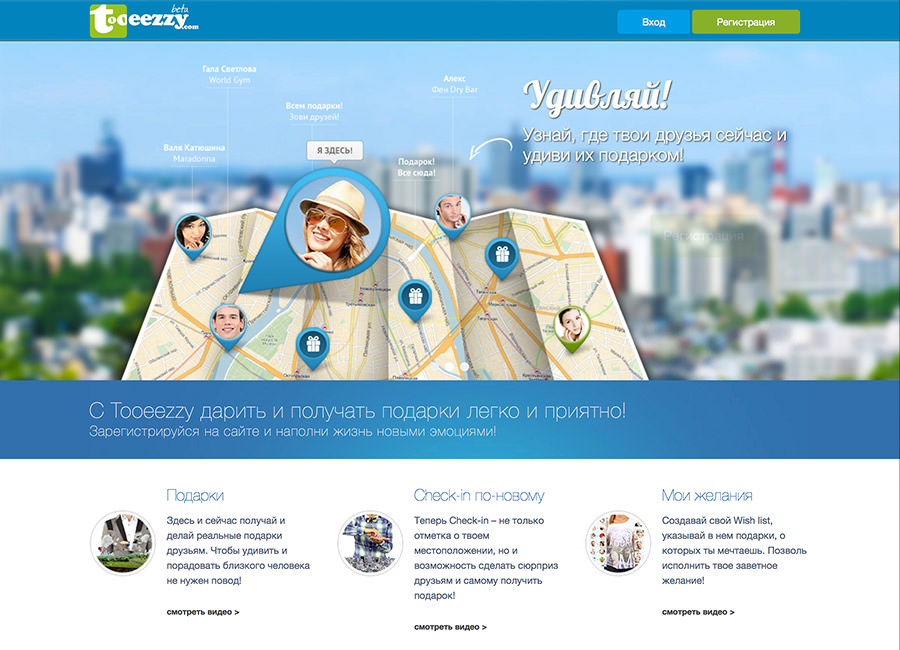 beta
Tooeezzy.com
Вход
Регистрация
Гала Светлова
World Gym
Алекс
Фен Dry Bar
Всем подарки!
Зови друзей!
Валя Катюшина
Maradonna
Я ЗДЕСЬ!
Подарок!
Все сюда!
Удивляй!
Узнай, где твои друзья сейчас и
удиви их подарком!
Регистрация
С Tooeezzy дарить и получать подарки легко и приятно!
Зарегистрируйся на сайте и наполни жизнь новыми эмоциями!
Подарки
Здесь и сейчас получай и
делай реальные подарки
друзьям. Чтобы удивить и
порадовать близкого человека
не нужен повод!
смотреть видео >
Check-in по-новому
Теперь Check-in – не только
отметка о твоем
местоположении, но и
возможность сделать сюрприз
друзьям и самому получить
подарок!
смотреть видео >
Мои желания
Создавай свой Wish list,
указывай в нем подарки, о
которых ты мечтаешь. Позволь
исполнить твое заветное
желание!
смотреть видео >